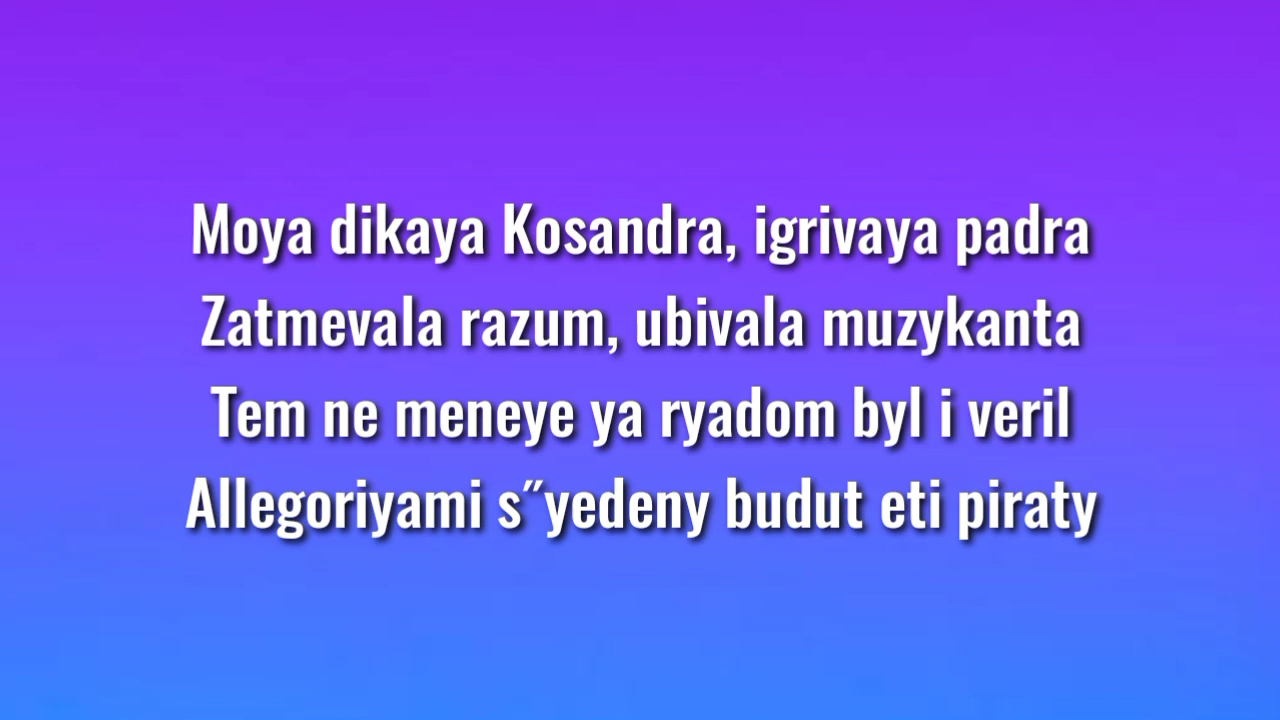 Moya dikaya Kosandra, igrivaya padra
Zatmevala razum, ubivala muzykanta
Tem ne meneye ya ryadom byl i veril
Allegoriyami s˝yedeny budut eti piraty